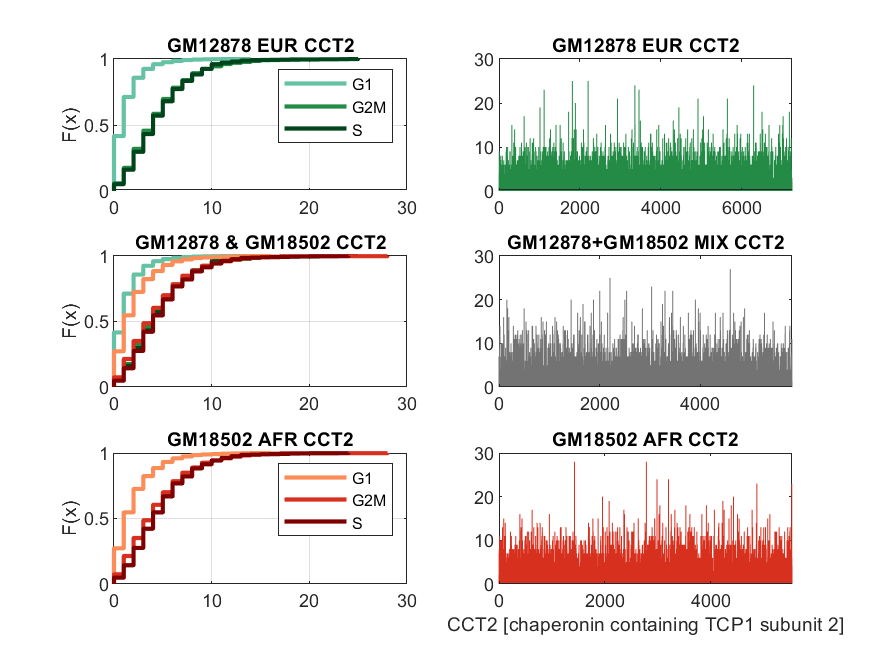 GM12878 EUR CCT2
F(x)
1
0.5
0
0
10
20
30
G1
G2M
S
GM12878 EUR CCT2
30
20
10
0
0
2000
4000
6000
GM12878 & GM18502 CCT2
F(x)
1
0.5
0
0
10
20
30
GM12878+GM18502 MIX CCT2
30
20
10
0
0
2000
4000
GM18502 AFR CCT2
F(x)
1
0.5
0
0
10
20
30
G1
G2M
S
GM18502 AFR CCT2
30
20
10
0
0
2000
4000
CCT2 [chaperonin containing TCP1 subunit 2]